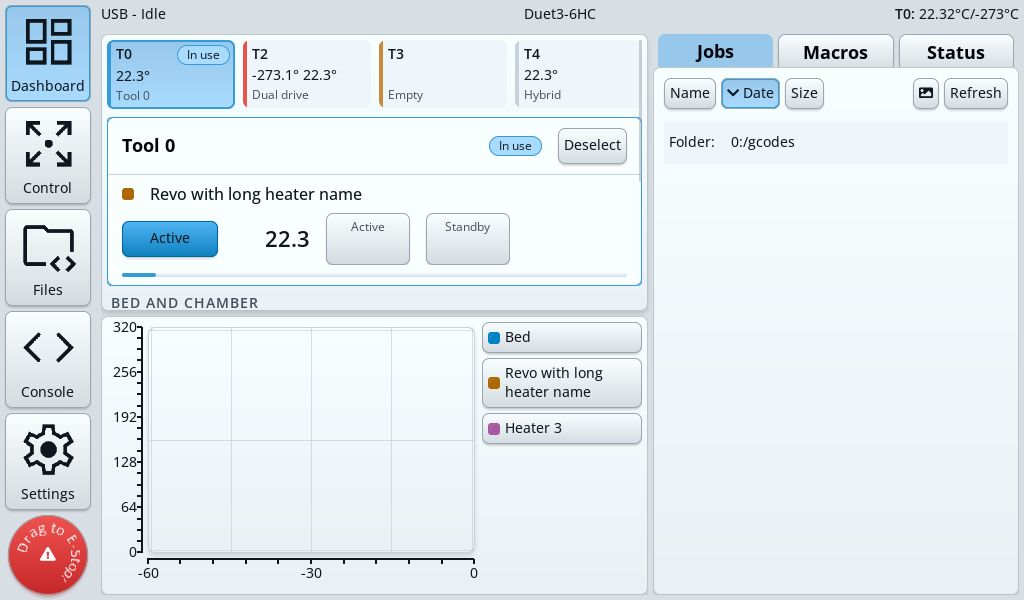 USB - Idle
Duet3-6HC
T0: 22.32°C/-273°C
Dashboard
Control
Files
Console
Settings
Drag to E-Stop!
T0
In use
22.3°
Tool 0
T2
-273.1° 22.3°
Dual drive
T3
Empty
T4
22.3°
Hybrid
Tool 0
In use
Deselect
Revo with long heater name
Active
22.3
Active
Standby
BED AND CHAMBER
320
256
192
128
64
0
-60
-30
0
Bed
Revo with long
heater name
Heater 3
Jobs
Macros
Status
Name
Date
Size
Refresh
Folder: 0:/gcodes